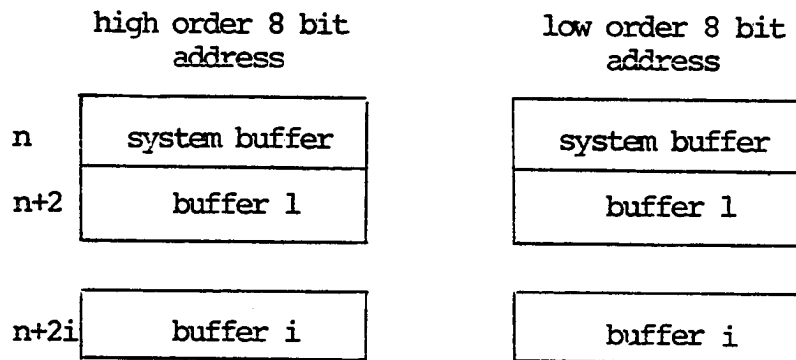 high order 8 bit
address
low order 8 bit
address
n
system buffer
system buffer
n+2
buffer 1
buffer 1
n+2i
buffer i
buffer i